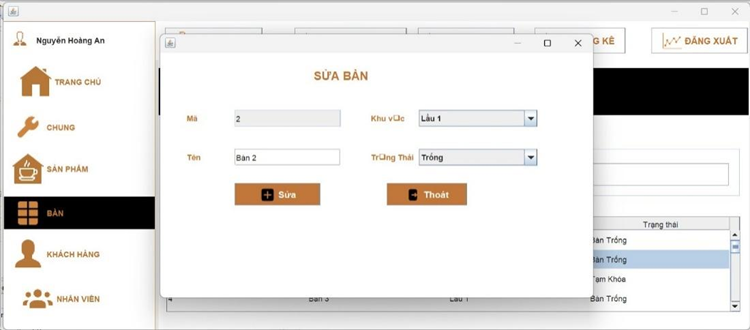 Nguyễn Hoàng An
TRANG CHỦ
CHUNG
SẢN PHẨM
BÀN
KHÁCH HÀNG
NHÂN VIÊN
KÊ
ĐĂNG XUẤT
SỬA BÀN
Mã
2
Khu v□c
Lầu 1
Tên
Bàn 2
Tr□ng Thái
Trống
Sửa
Thoát
Trạng thái
Bàn Trống
Bàn Trống
Tạm Khóa
4 Bàn 3 Lầu 1 Bàn Trống